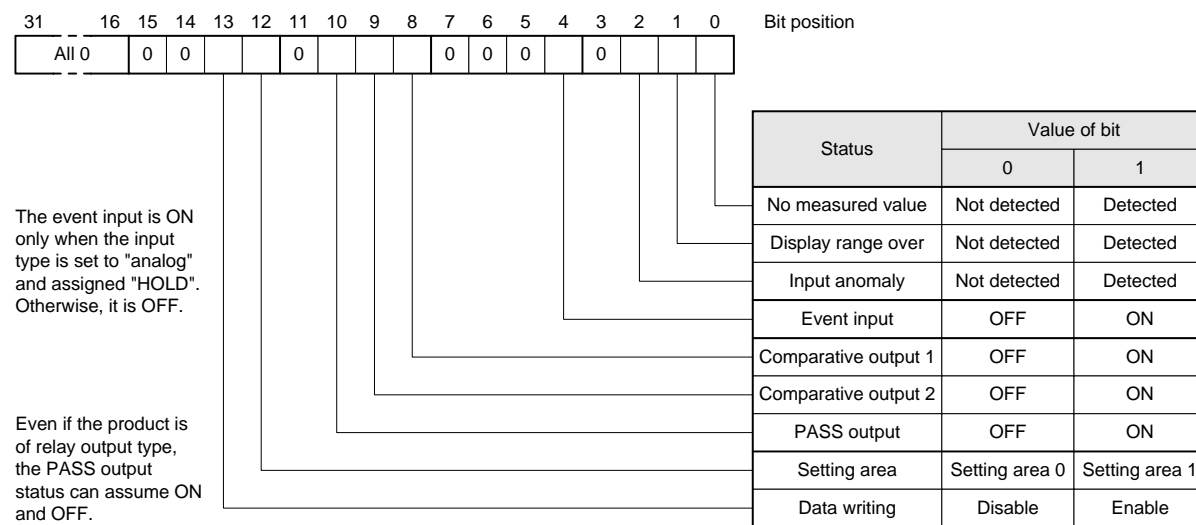 31 16 15 14 13 12 11 10 9 8 7 6 5 4 3 2 1 0 Bit position
All 0 0 0 0 0 0 0 0
Status Value of bit
0 1
No measured value Not detected Detected
Display range over Not detected Detected
Input anomaly Not detected Detected
Event input OFF ON
Comparative output 1 OFF ON
Comparative output 2 OFF ON
PASS output OFF ON
Setting area Setting area 0 Setting area 1
Data writing Disable Enable
The event input is ON
only when the input
type is set to "analog"
and assigned "HOLD".
Otherwise, it is OFF.
Even if the product is
of relay output type,
the PASS output
status can assume ON
and OFF.